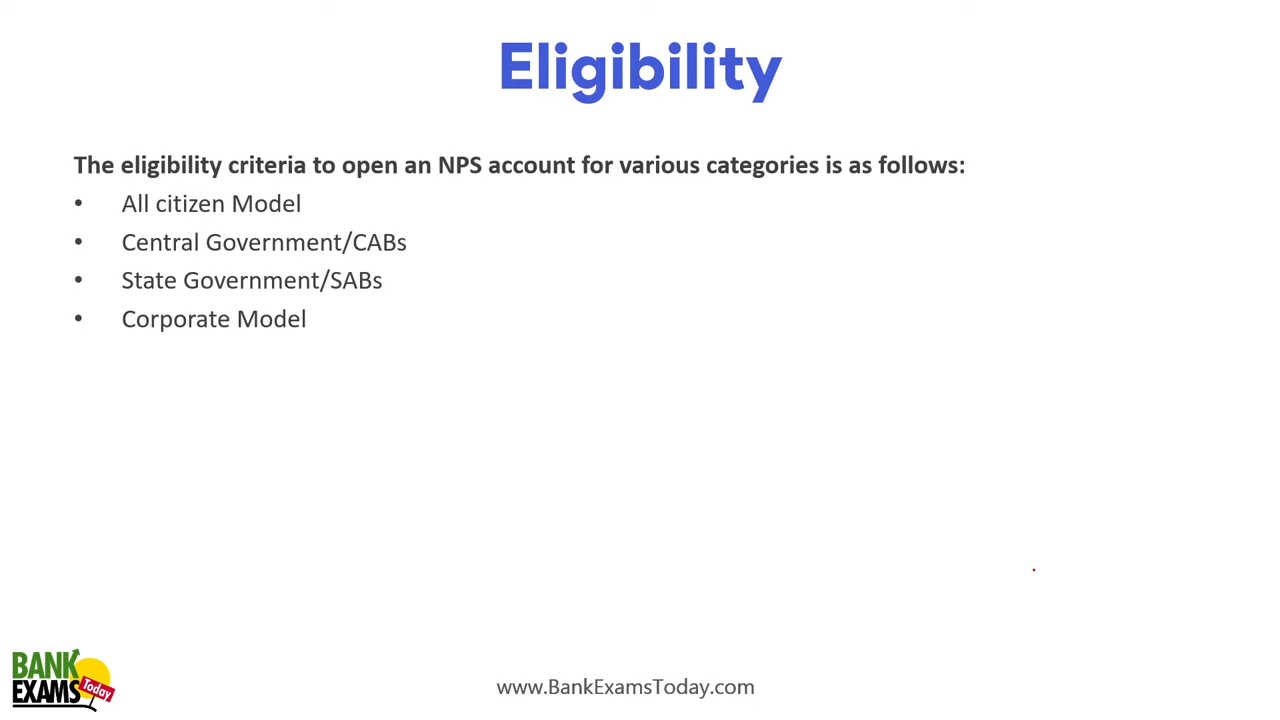 Eligibility
The eligibility criteria to open an NPS account for various categories is as follows:
• All citizen Model
• Central Government/CABs
• State Government/SABs
• Corporate Model
BANK
EXAMS
Today
www.BankExamsToday.com